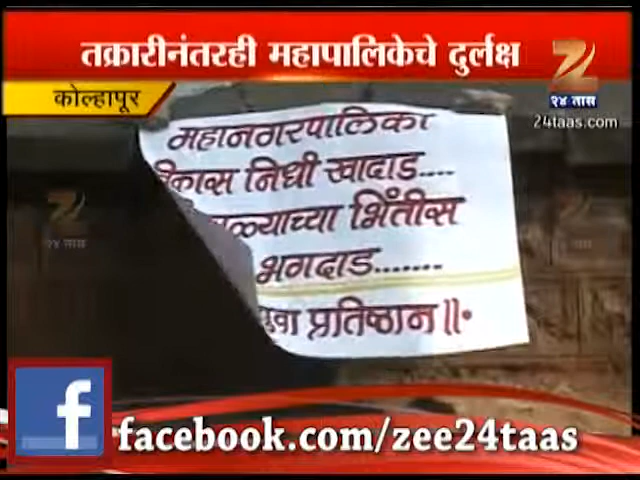 तक्रारीनंतरही महापालिकेचे दुर्लक्ष
कोल्हापूर
२४ तास
24taas.com
महानगरपालिका
विकास निधी खादाड....
ळ्याच्या भिंतीस
भगदाड.......
युवा प्रतिष्ठान ||•
facebook.com/zee24taas